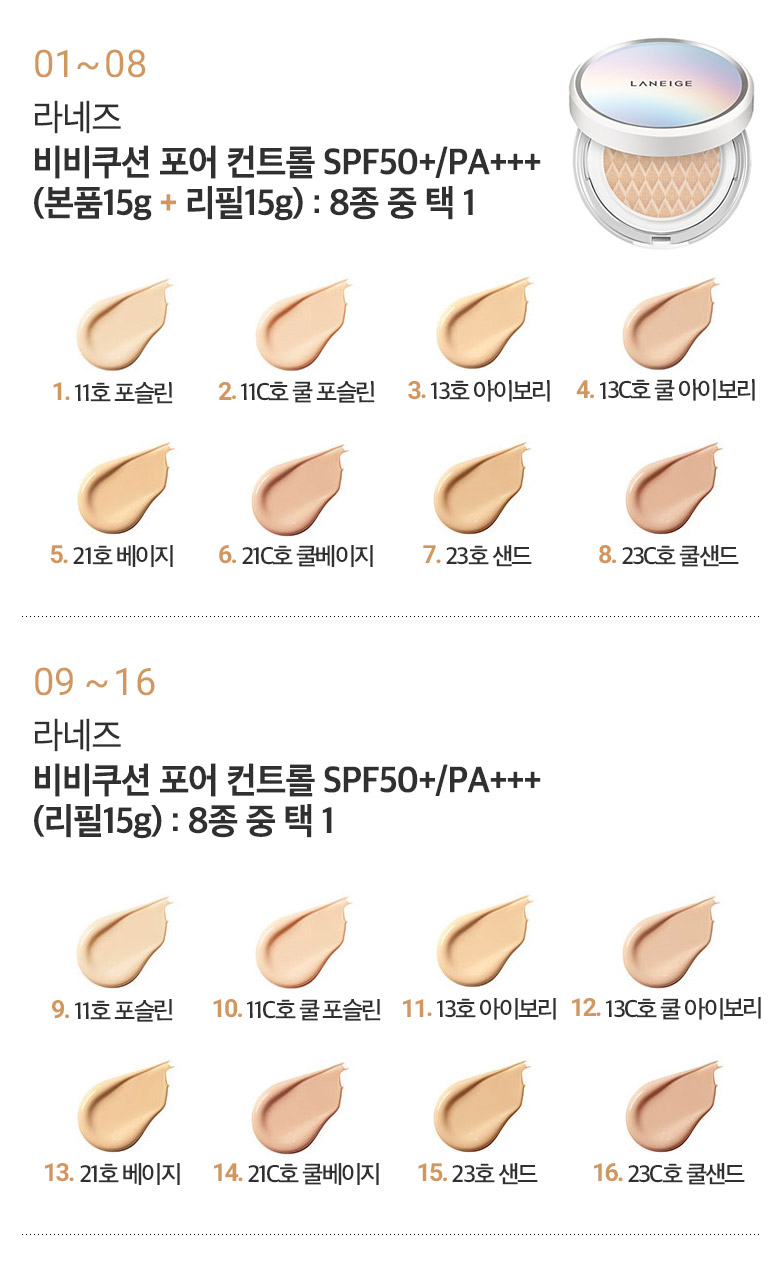 01~08
라네즈
비비쿠션 포어 컨트롤 SPF50+/PA+++
(본품15g + 리필15g) : 8종 중 택 1
LANEIGE
1. 11호 포슬린
2. 11C호 쿨 포슬린
3. 13호 아이보리
4. 13C호 쿨 아이보리
5. 21호 베이지
6. 21C호 쿨베이지
7. 23호 샌드
8. 23C호 쿨샌드
09 ~ 16
라네즈
비비쿠션 포어 컨트롤 SPF50+/PA+++
(리필15g) : 8종 중 택 1
9. 11호 포슬린
10. 11C호 쿨 포슬린
11. 13호 아이보리
12. 13C호 쿨 아이보리
13. 21호 베이지
14. 21C호 쿨베이지
15. 23호 샌드
16. 23C호 쿨샌드